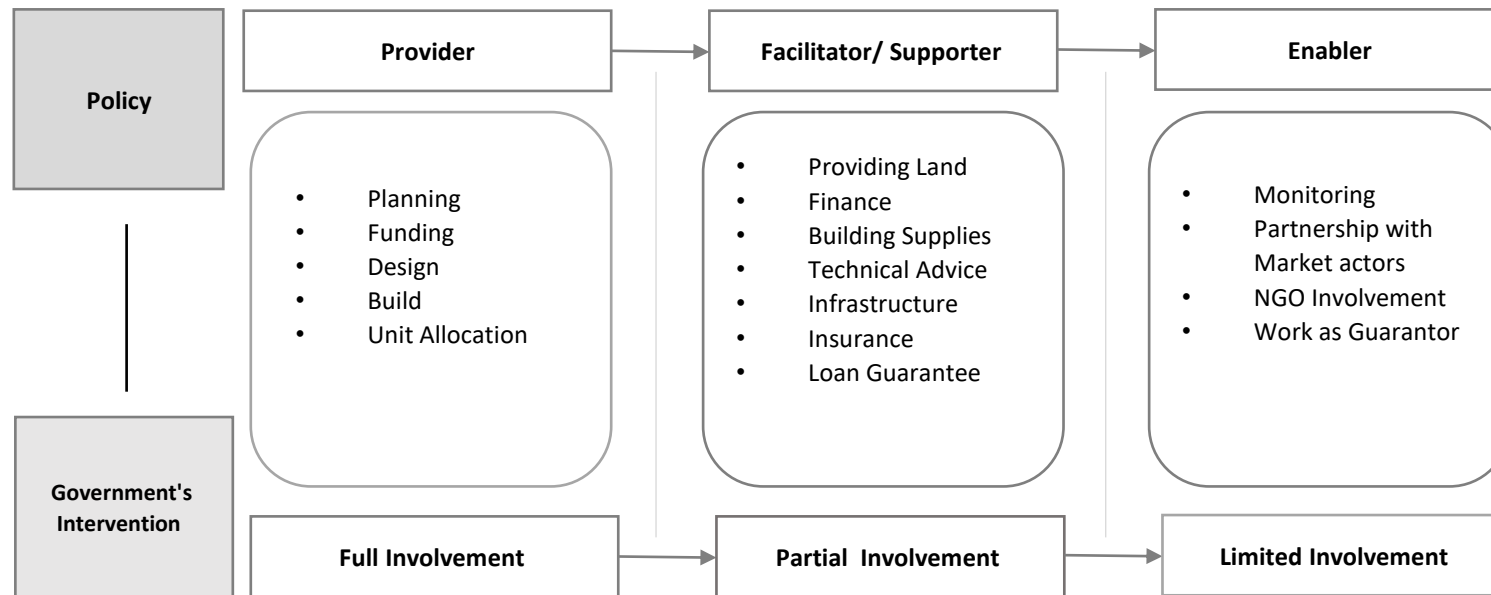 Policy
Provider
Facilitator/ Supporter
Enabler
• Planning
• Funding
• Design
• Build
• Unit Allocation
• Providing Land
• Finance
• Building Supplies
• Technical Advice
• Infrastructure
• Insurance
• Loan Guarantee
• Monitoring
• Partnership with
Market actors
• NGO Involvement
• Work as Guarantor
Government's
Intervention
Full Involvement
Partial Involvement
Limited Involvement